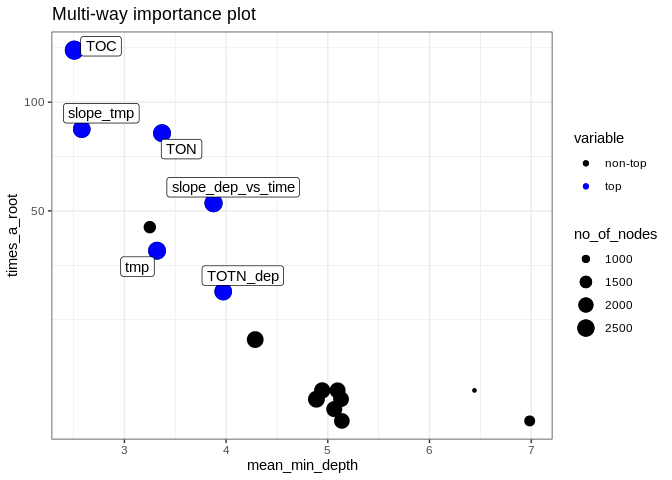 Multi-way importance plot
TOC
slope_tmp
TON
slope_dep_vs_time
tmp
TOTN_dep
100
50
times_a_root
3
4
5
6
7
mean_min_depth
variable
non-top
top
no_of_nodes
1000
1500
2000
2500